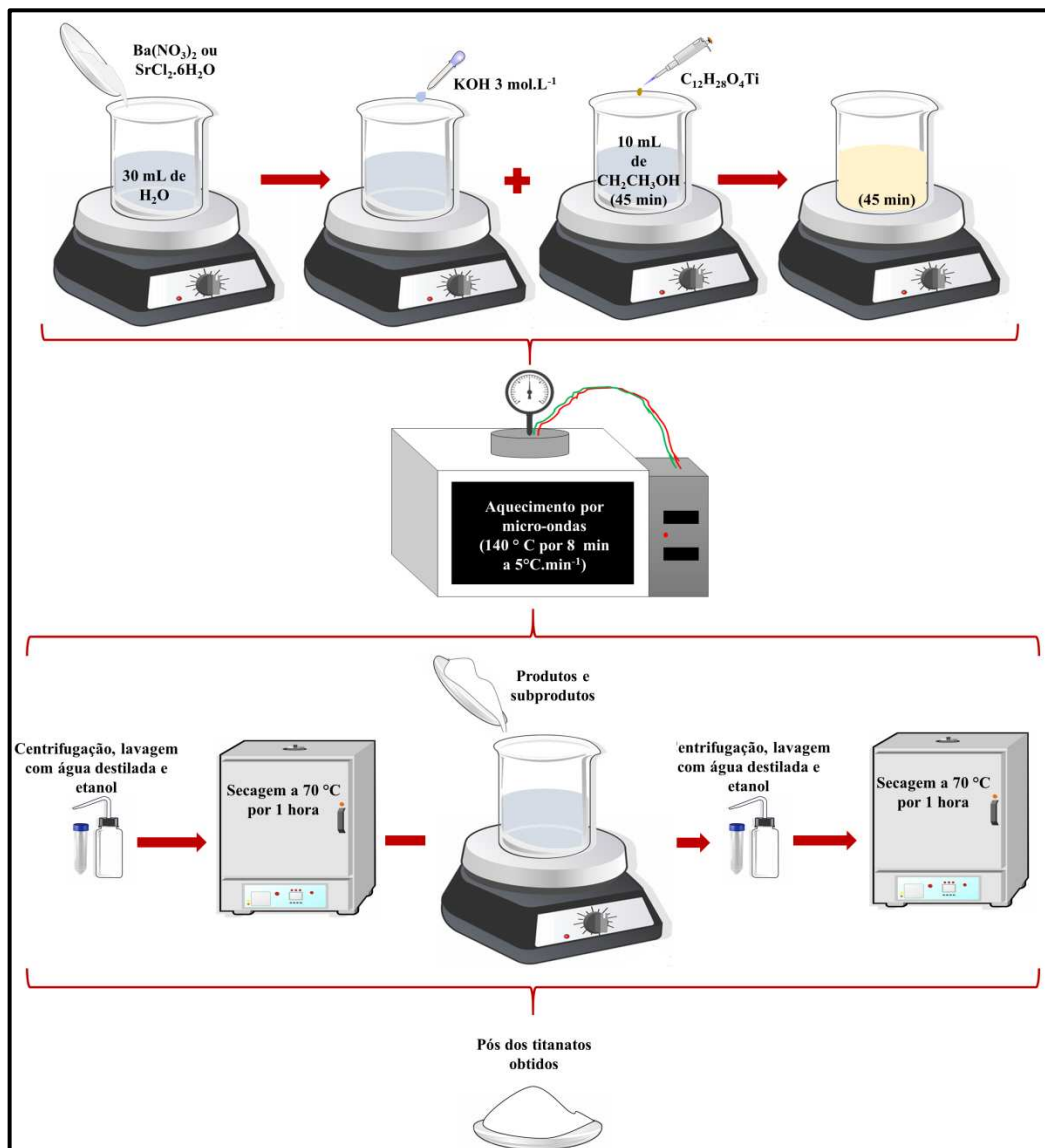 Ba(NO₃)₂ ou
SrCl₂.6H₂O
30 mL de
H₂O
KOH 3 mol.L⁻¹
C₁₂H₂₈O₄Ti
10 mL
de
CH₂CH₃OH
(45 min)
(45 min)
Aquecimento por
micro-ondas
(140 ° C por 8 min
a 5°C.min⁻¹)
Centrifugação, lavagem
com água destilada e
etanol
Secagem a 70 °C
por 1 hora
Produtos e
subprodutos
entrifugação, lavagem
com água destilada e
etanol
Secagem a 70 °C
por 1 hora
Pós dos titanatos
obtidos